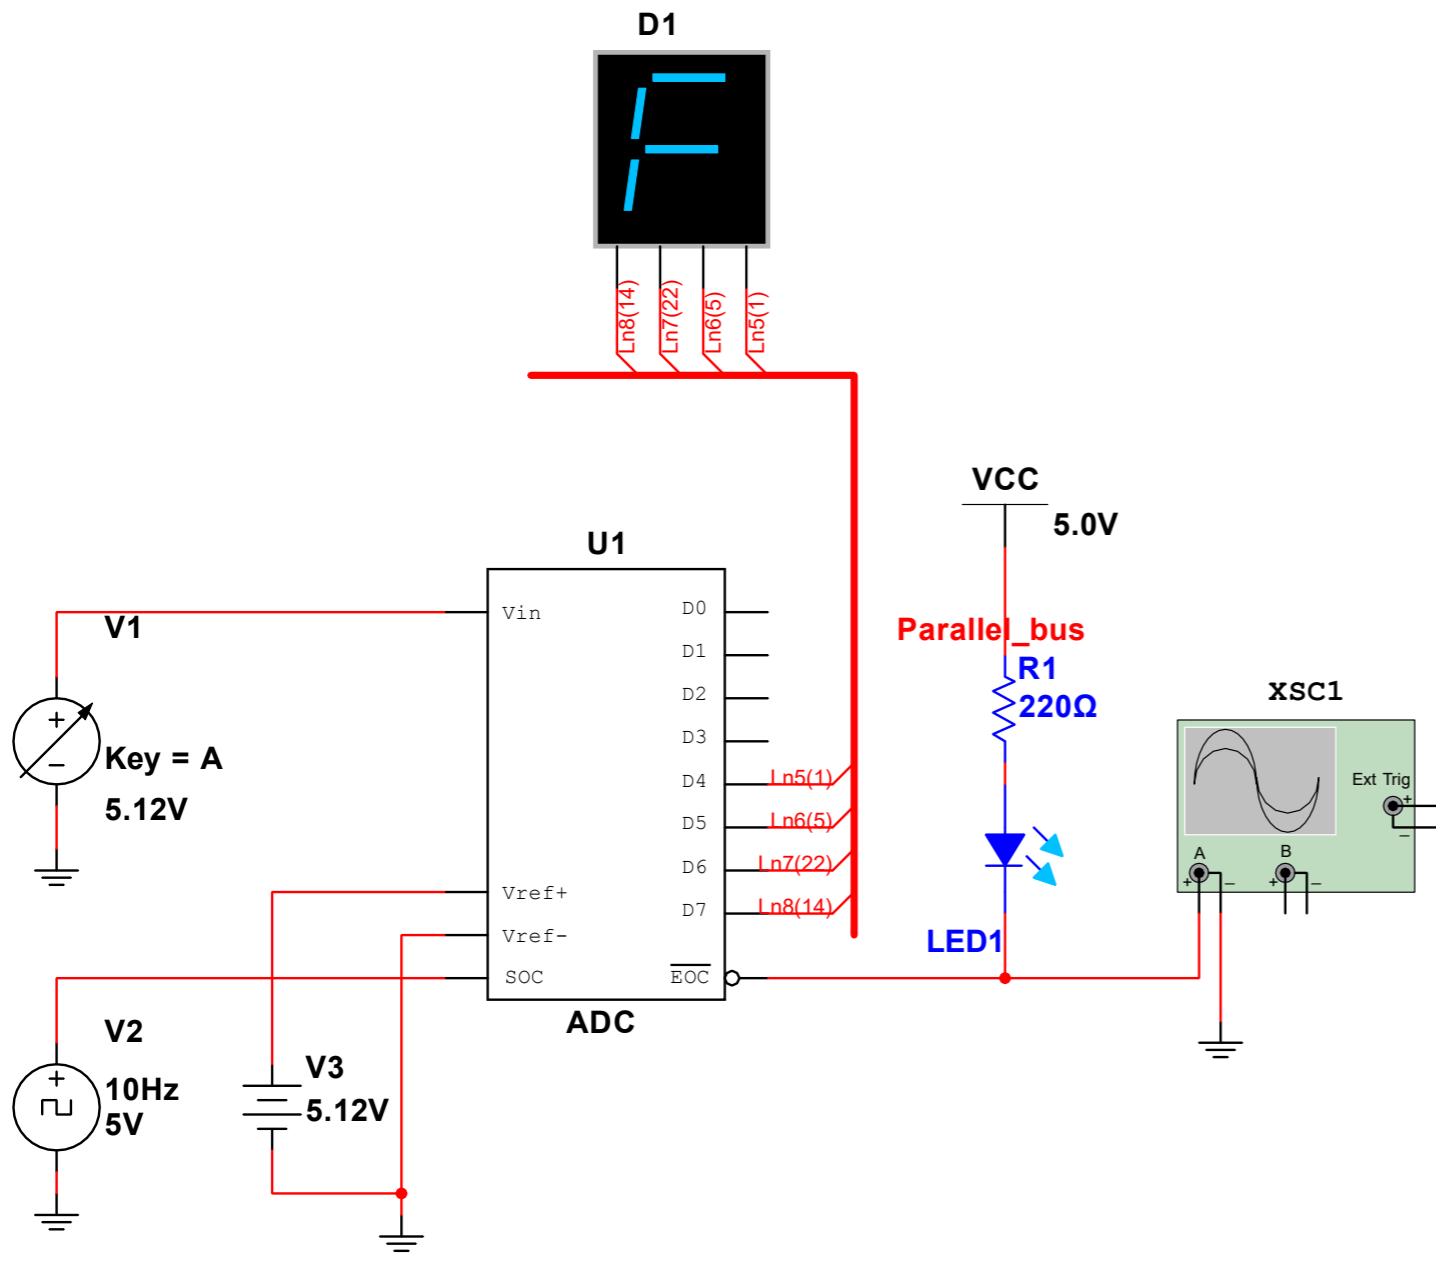 D1
F
Ln8(14)
Ln7(22)
Ln6(5)
Ln5(1)
VCC
5.0V
U1
Vin
D0
D1
D2
D3
D4
D5
D6
D7
Ln5(1)
Ln6(5)
Ln7(22)
Ln8(14)
V1
+
−
Key = A
5.12V
Parallel_bus
R1
220Ω
LED1
XSC1
Ext Trig
+
−
A
+
−
B
+
−
Vref+
Vref-
SOC
EOC
ADC
V2
+
10Hz
5V
V3
5.12V